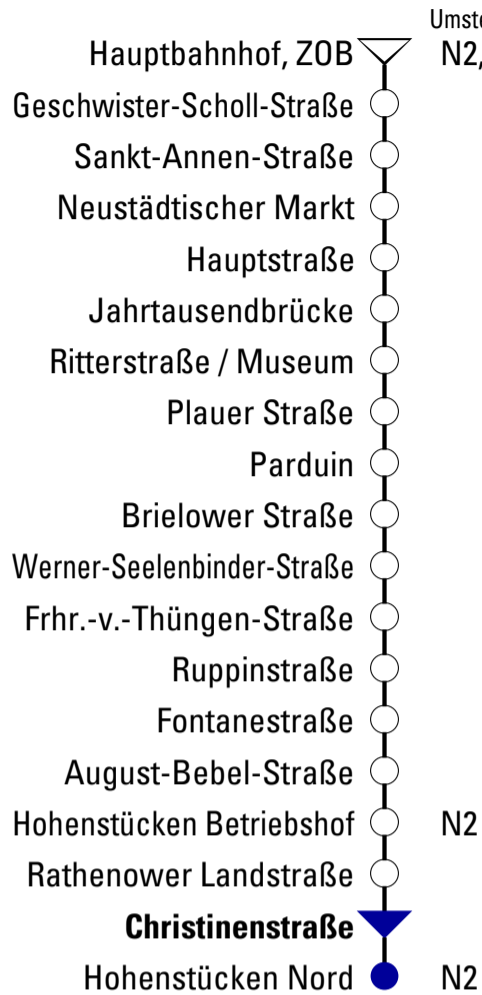 Hauptbahnhof, ZOB N2,
Geschwister-Scholl-Straße
Sankt-Annen-Straße
Neustädtischer Markt
Hauptstraße
Jahrtausendbrücke
Ritterstraße / Museum
Plauer Straße
Parduin
Brielower Straße
Werner-Seelenbinder-Straße
Frhr.-v.-Thüngen-Straße
Ruppinstraße
Fontanestraße
August-Bebel-Straße
Hohenstücken Betriebshof N2
Rathenower Landstraße
Christinenstraße
Hohenstücken Nord N2